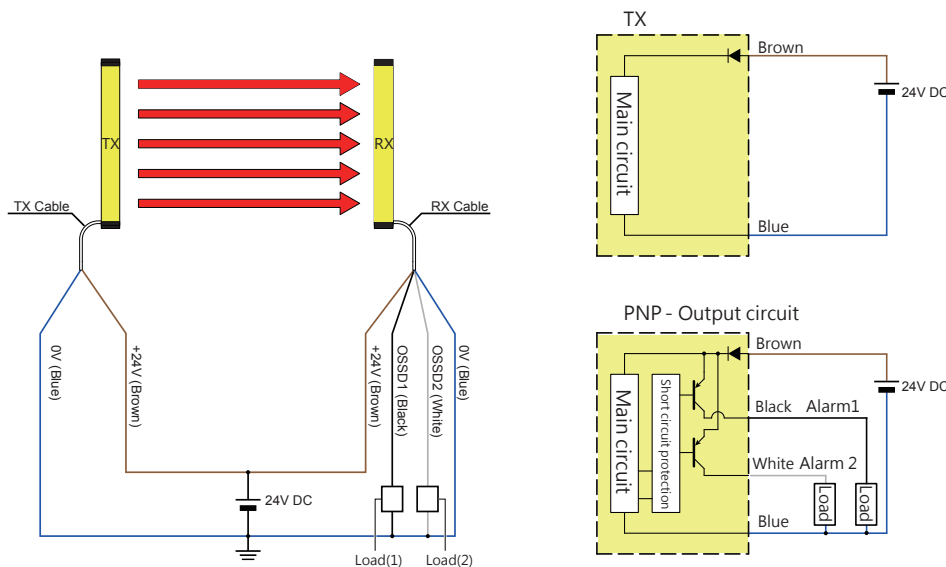 TX
RX
TX Cable
RX Cable
0V (Blue)
+24V (Brown)
+24V (Brown)
OSSD1 (Black)
OSSD2 (White)
0V (Blue)
24V DC
Load(1)
Load(2)
TX
Main circuit
Brown
24V DC
Blue
PNP - Output circuit
Main circuit
Short circuit protection
Brown
24V DC
Black Alarm1
White Alarm 2
Load
Load
Blue